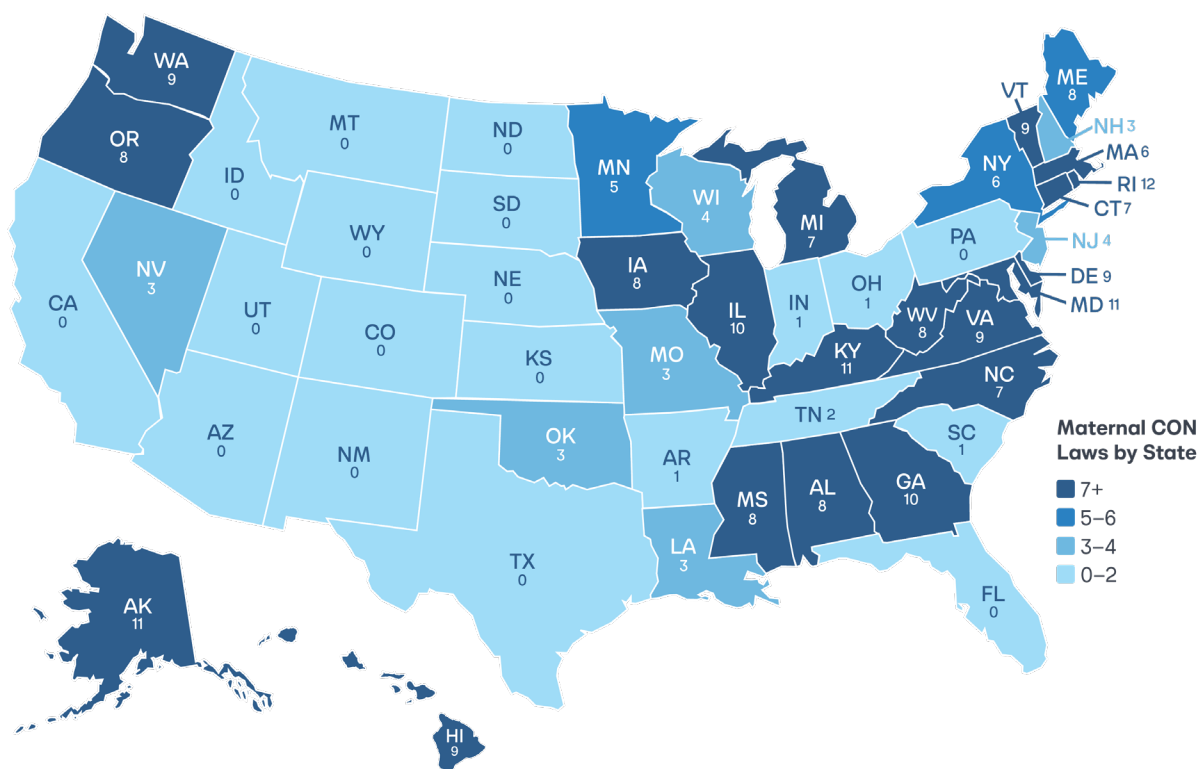 WA
9
OR
8
ID
0
MT
0
ND
0
SD
0
WY
0
NE
0
CA
0
NV
3
UT
0
CO
0
KS
0
AZ
0
NM
0
OK
3
TX
0
MN
5
WI
4
IA
8
MO
3
AR
1
LA
3
IL
10
MI
7
IN
1
OH
1
KY
11
TN 2
MS
8
AL
8
GA
10
FL
0
SC
1
NC
7
WV
8
VA
9
PA
0
NY
6
VT
9
ME
8
NH 3
MA 6
RI 12
CT 7
NJ 4
DE 9
MD 11
AK
11
HI
9
Maternal CON
Laws by State
7+
5–6
3–4
0–2